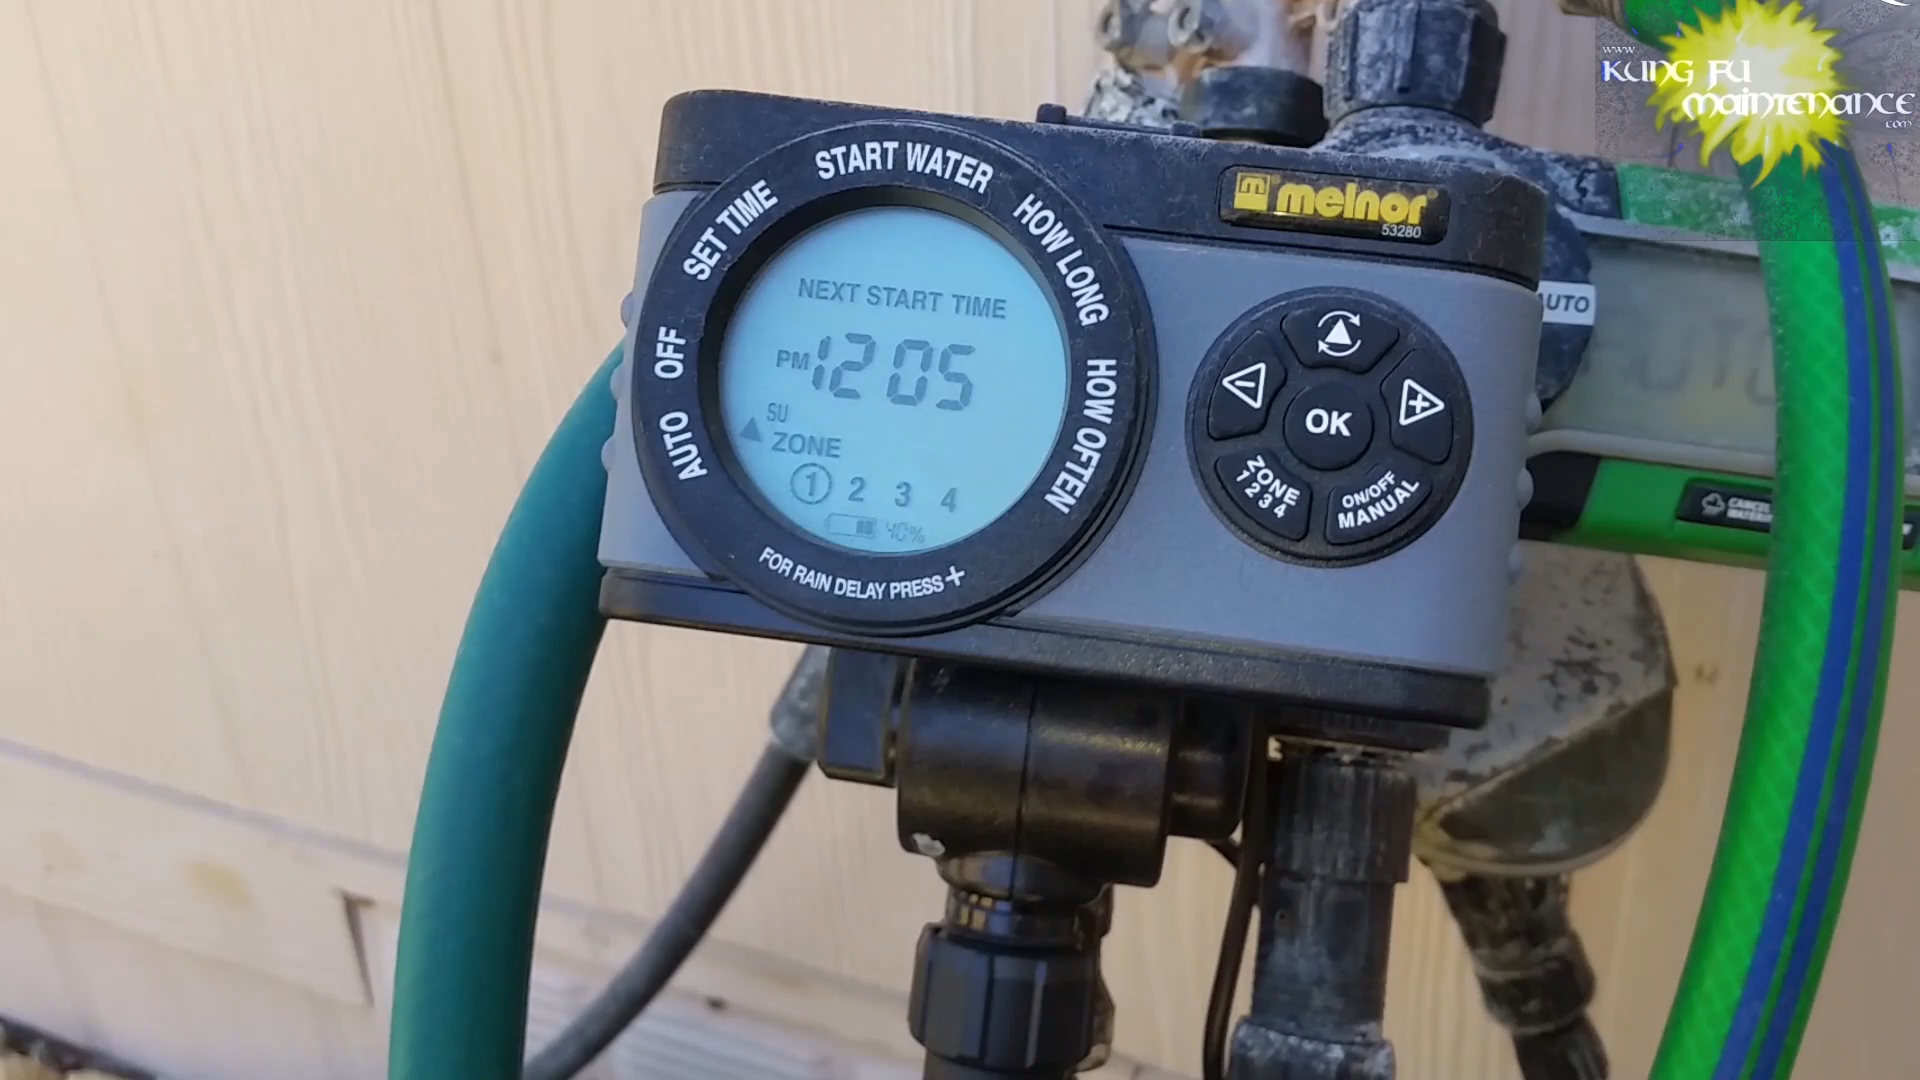 www.
KUNG FU
MAINTENANCE
.com
START WATER
SET TIME
HOW LONG
OFF
AUTO
HOW OFTEN
FOR RAIN DELAY PRESS +
melnor
53280
NEXT START TIME
PM 12 05
SU
ZONE
1 2 3 4
40%
-
+
OK
ZONE
1 2 3 4
ON/OFF
MANUAL
AUTO